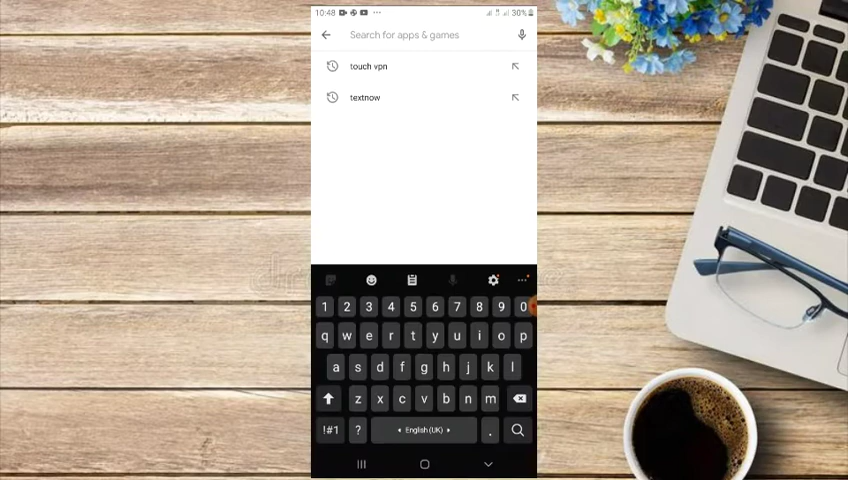 10:48 30%
Search for apps & games
touch vpn
textnow
1 2 3 4 5 6 7 8 9 0
q w e r t y u i o p
a s d f g h j k l
z x c v b n m
!#1 ? English (UK) .